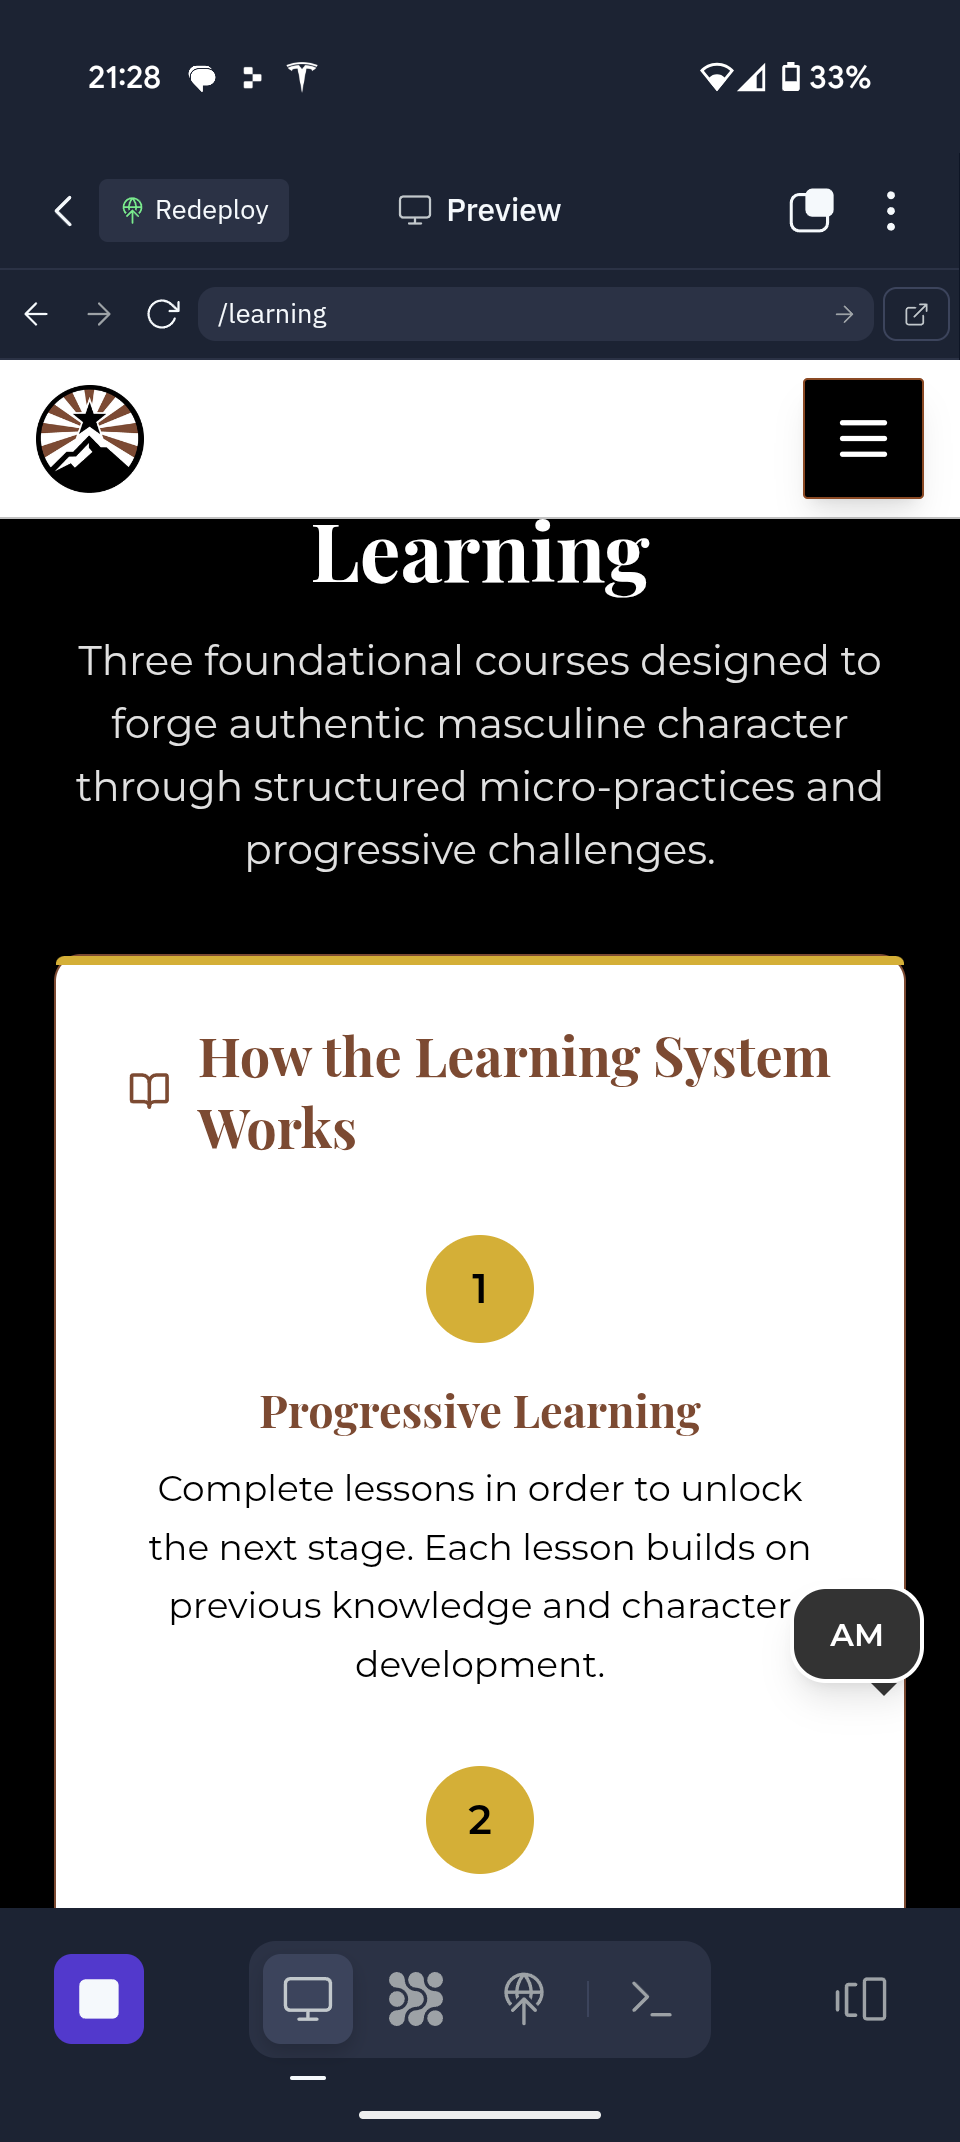 21:28
33%
Redeploy
Preview
/learning
Learning
Three foundational courses designed to
forge authentic masculine character
through structured micro-practices and
progressive challenges.
How the Learning System
Works
1
Progressive Learning
Complete lessons in order to unlock
the next stage. Each lesson builds on
previous knowledge and character
development.
AM
2